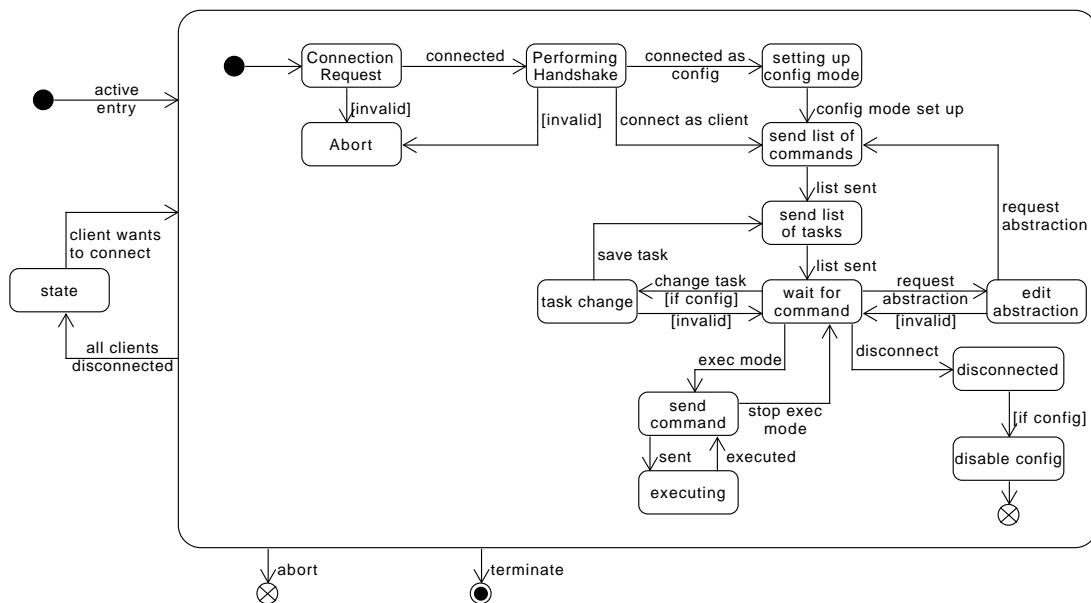 Connection
Request
connected
Performing
Handshake
connected as
config
setting up
config mode
active
entry
[invalid]
[invalid]
connect as client
config mode set up
Abort
send list of
commands
list sent
request
abstraction
client wants
to connect
send list
of tasks
save task
list sent
state
task change
change task
[if config]
[invalid]
wait for
command
request
abstraction
[invalid]
edit
abstraction
all clients
disconnected
exec mode
disconnect
disconnected
send
command
stop exec
mode
[if config]
sent
executed
disable config
executing
abort
terminate